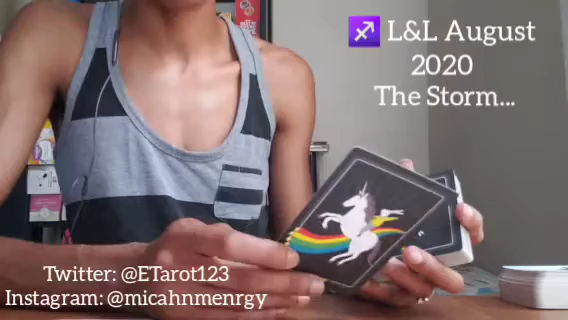 ♐ L&L August
2020
The Storm...
Twitter: @ETarot123
Instagram: @micahnmenrgy